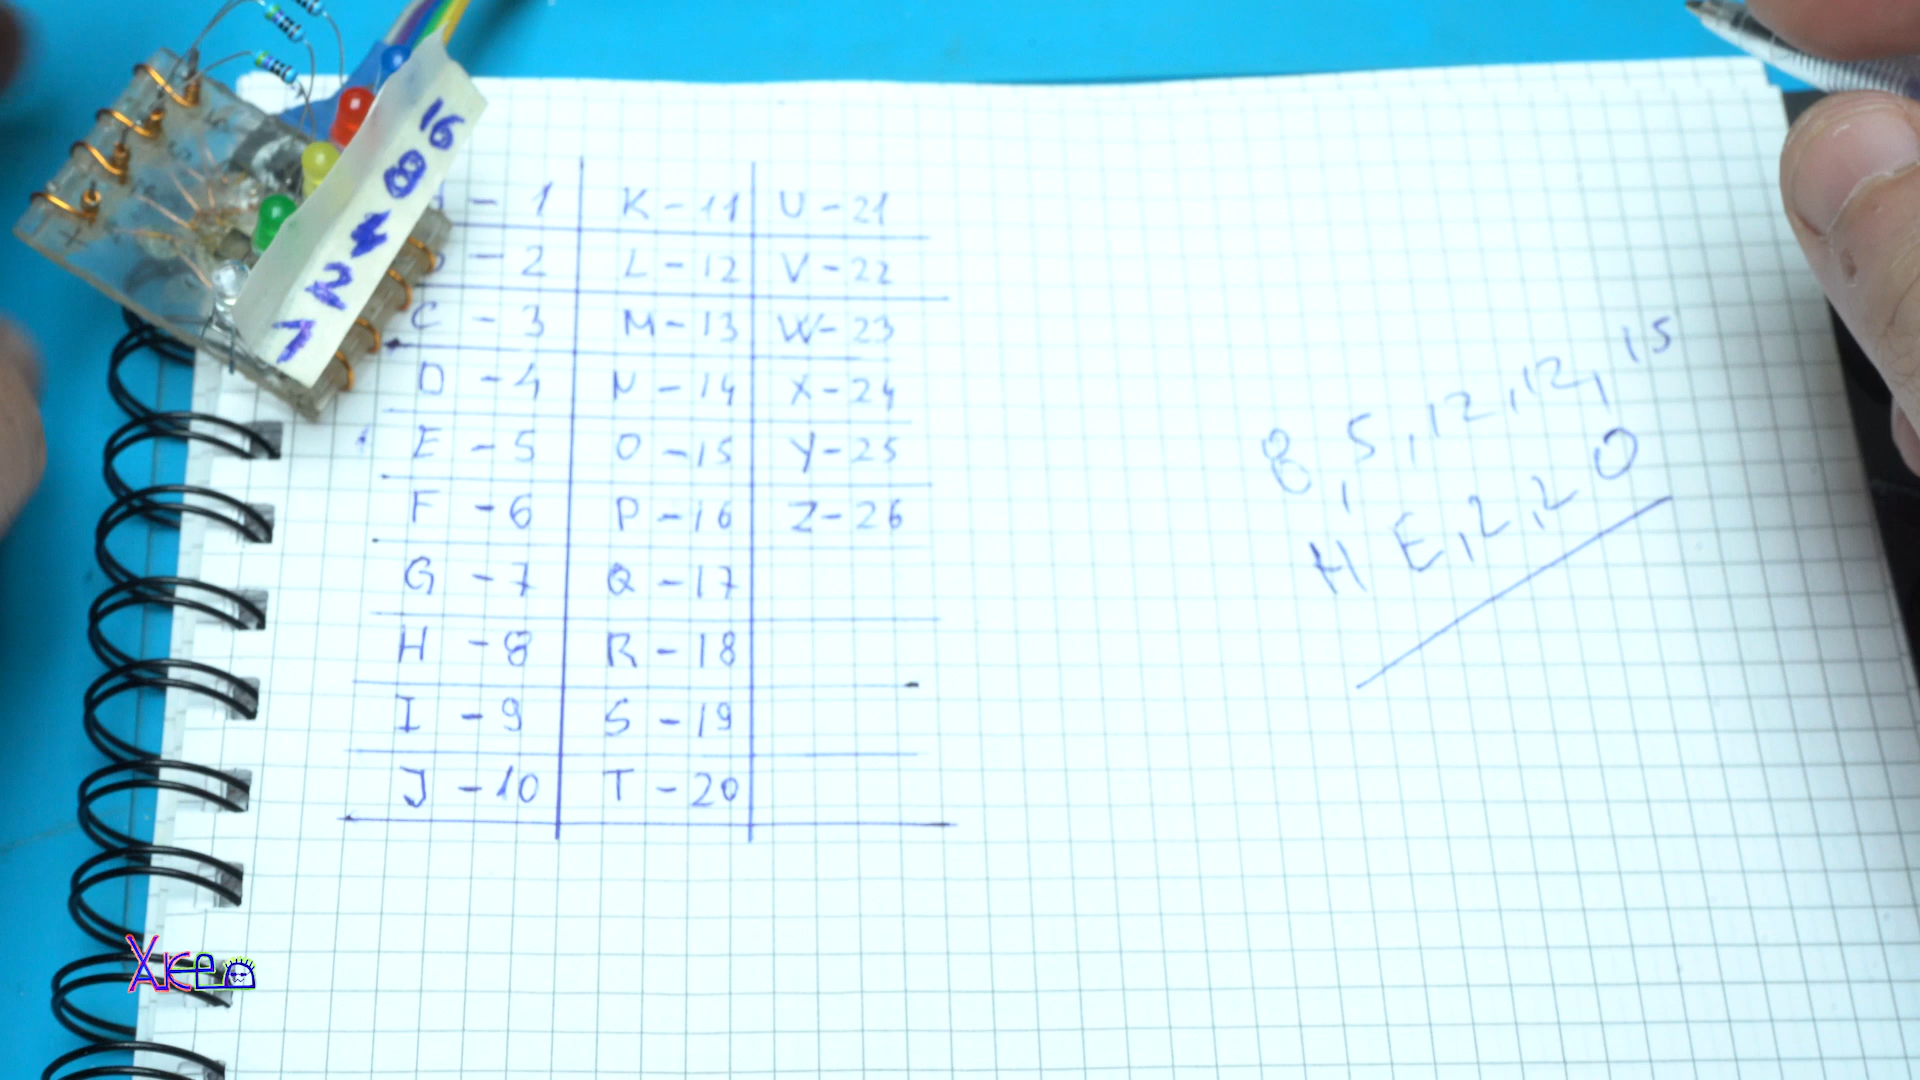 16
8
4
2
1
- 1 K - 11 U - 21
- 2 L - 12 V - 22
C - 3 M - 13 W - 23
D - 4 N - 14 X - 24
E - 5 O - 15 Y - 25
F - 6 P - 16 Z - 26
G - 7 Q - 17
H - 8 R - 18
I - 9 S - 19
J - 10 T - 20
8, 5, 12, 12, 15
H E, L, L O